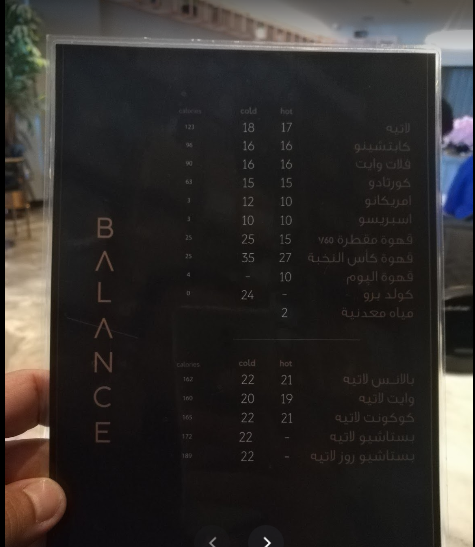 BALANCE
calories cold hot
لاتيه 17 18 123
كابتشينو 16 16 96
فلات وايت 16 16 90
كورتادو 15 15 63
امريكانو 10 12 3
اسبريسو 10 10 3
قهوة مقطرة V60 15 25 25
قهوة كأس النخبة 27 35 25
قهوة اليوم 10 - 4
كولد برو - 24 0
مياه معدنية 2
calories cold hot
بالانس لاتيه 21 22 162
وايت لاتيه 19 20 160
كوكونت لاتيه 21 22 165
بستاشيو لاتيه - 22 172
بستاشيو روز لاتيه - 22 180